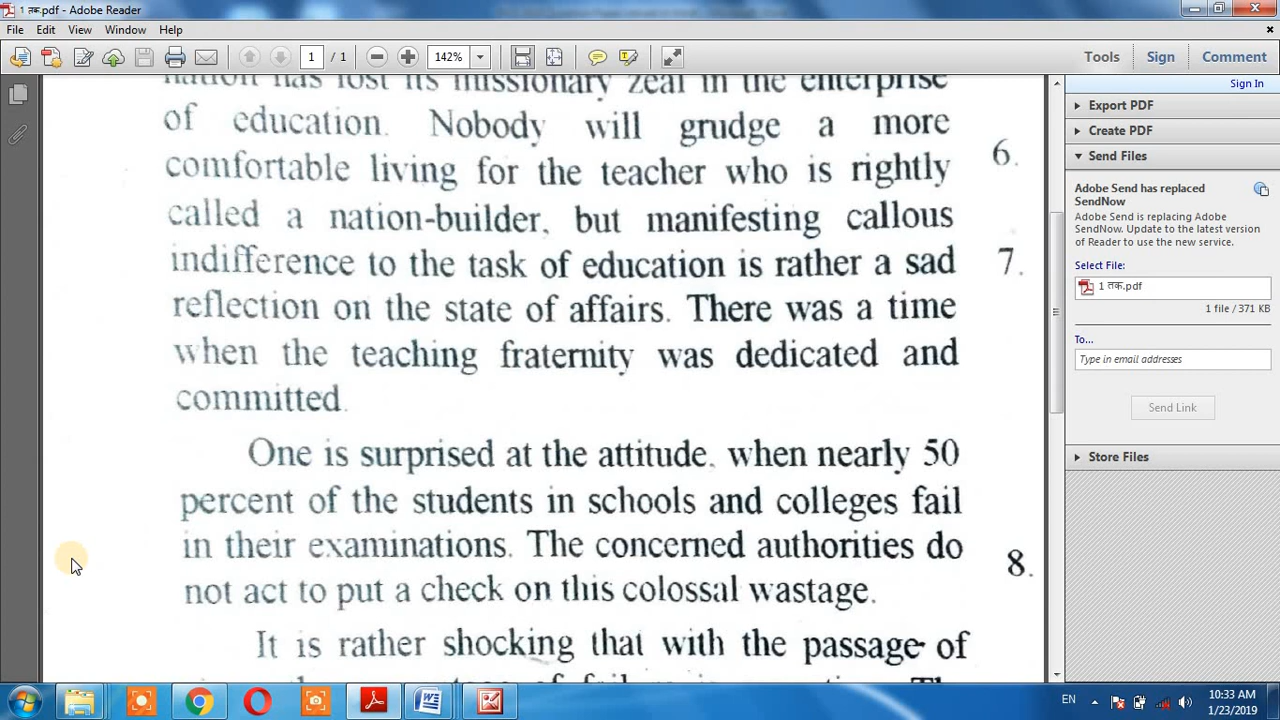 1 तक.pdf - Adobe Reader
File Edit View Window Help
1 / 1 142% Tools Sign Comment
nation has lost its missionary zeal in the enterprise
of education. Nobody will grudge a more
comfortable living for the teacher who is rightly
called a nation-builder, but manifesting callous
indifference to the task of education is rather a sad
reflection on the state of affairs. There was a time
when the teaching fraternity was dedicated and
committed.
One is surprised at the attitude, when nearly 50
percent of the students in schools and colleges fail
in their examinations. The concerned authorities do
not act to put a check on this colossal wastage.
It is rather shocking that with the passage of
6.
7.
8.
Sign In
Export PDF
Create PDF
Send Files
Adobe Send has replaced
SendNow
Adobe Send is replacing Adobe
SendNow. Update to the latest version
of Reader to use the new service.
Select File:
1 तक.pdf
1 file / 371 KB
To...
Type in email addresses
Send Link
Store Files
EN
10:33 AM
1/23/2019